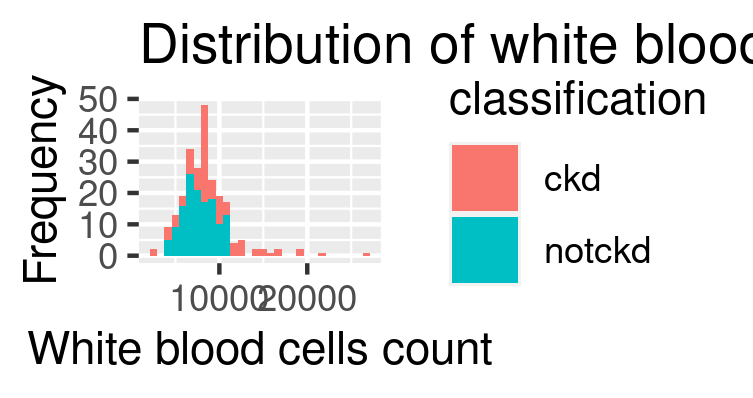 Distribution of white blood
classification
Frequency
50
40
30
20
10
0
10000
20000
ckd
notckd
White blood cells count